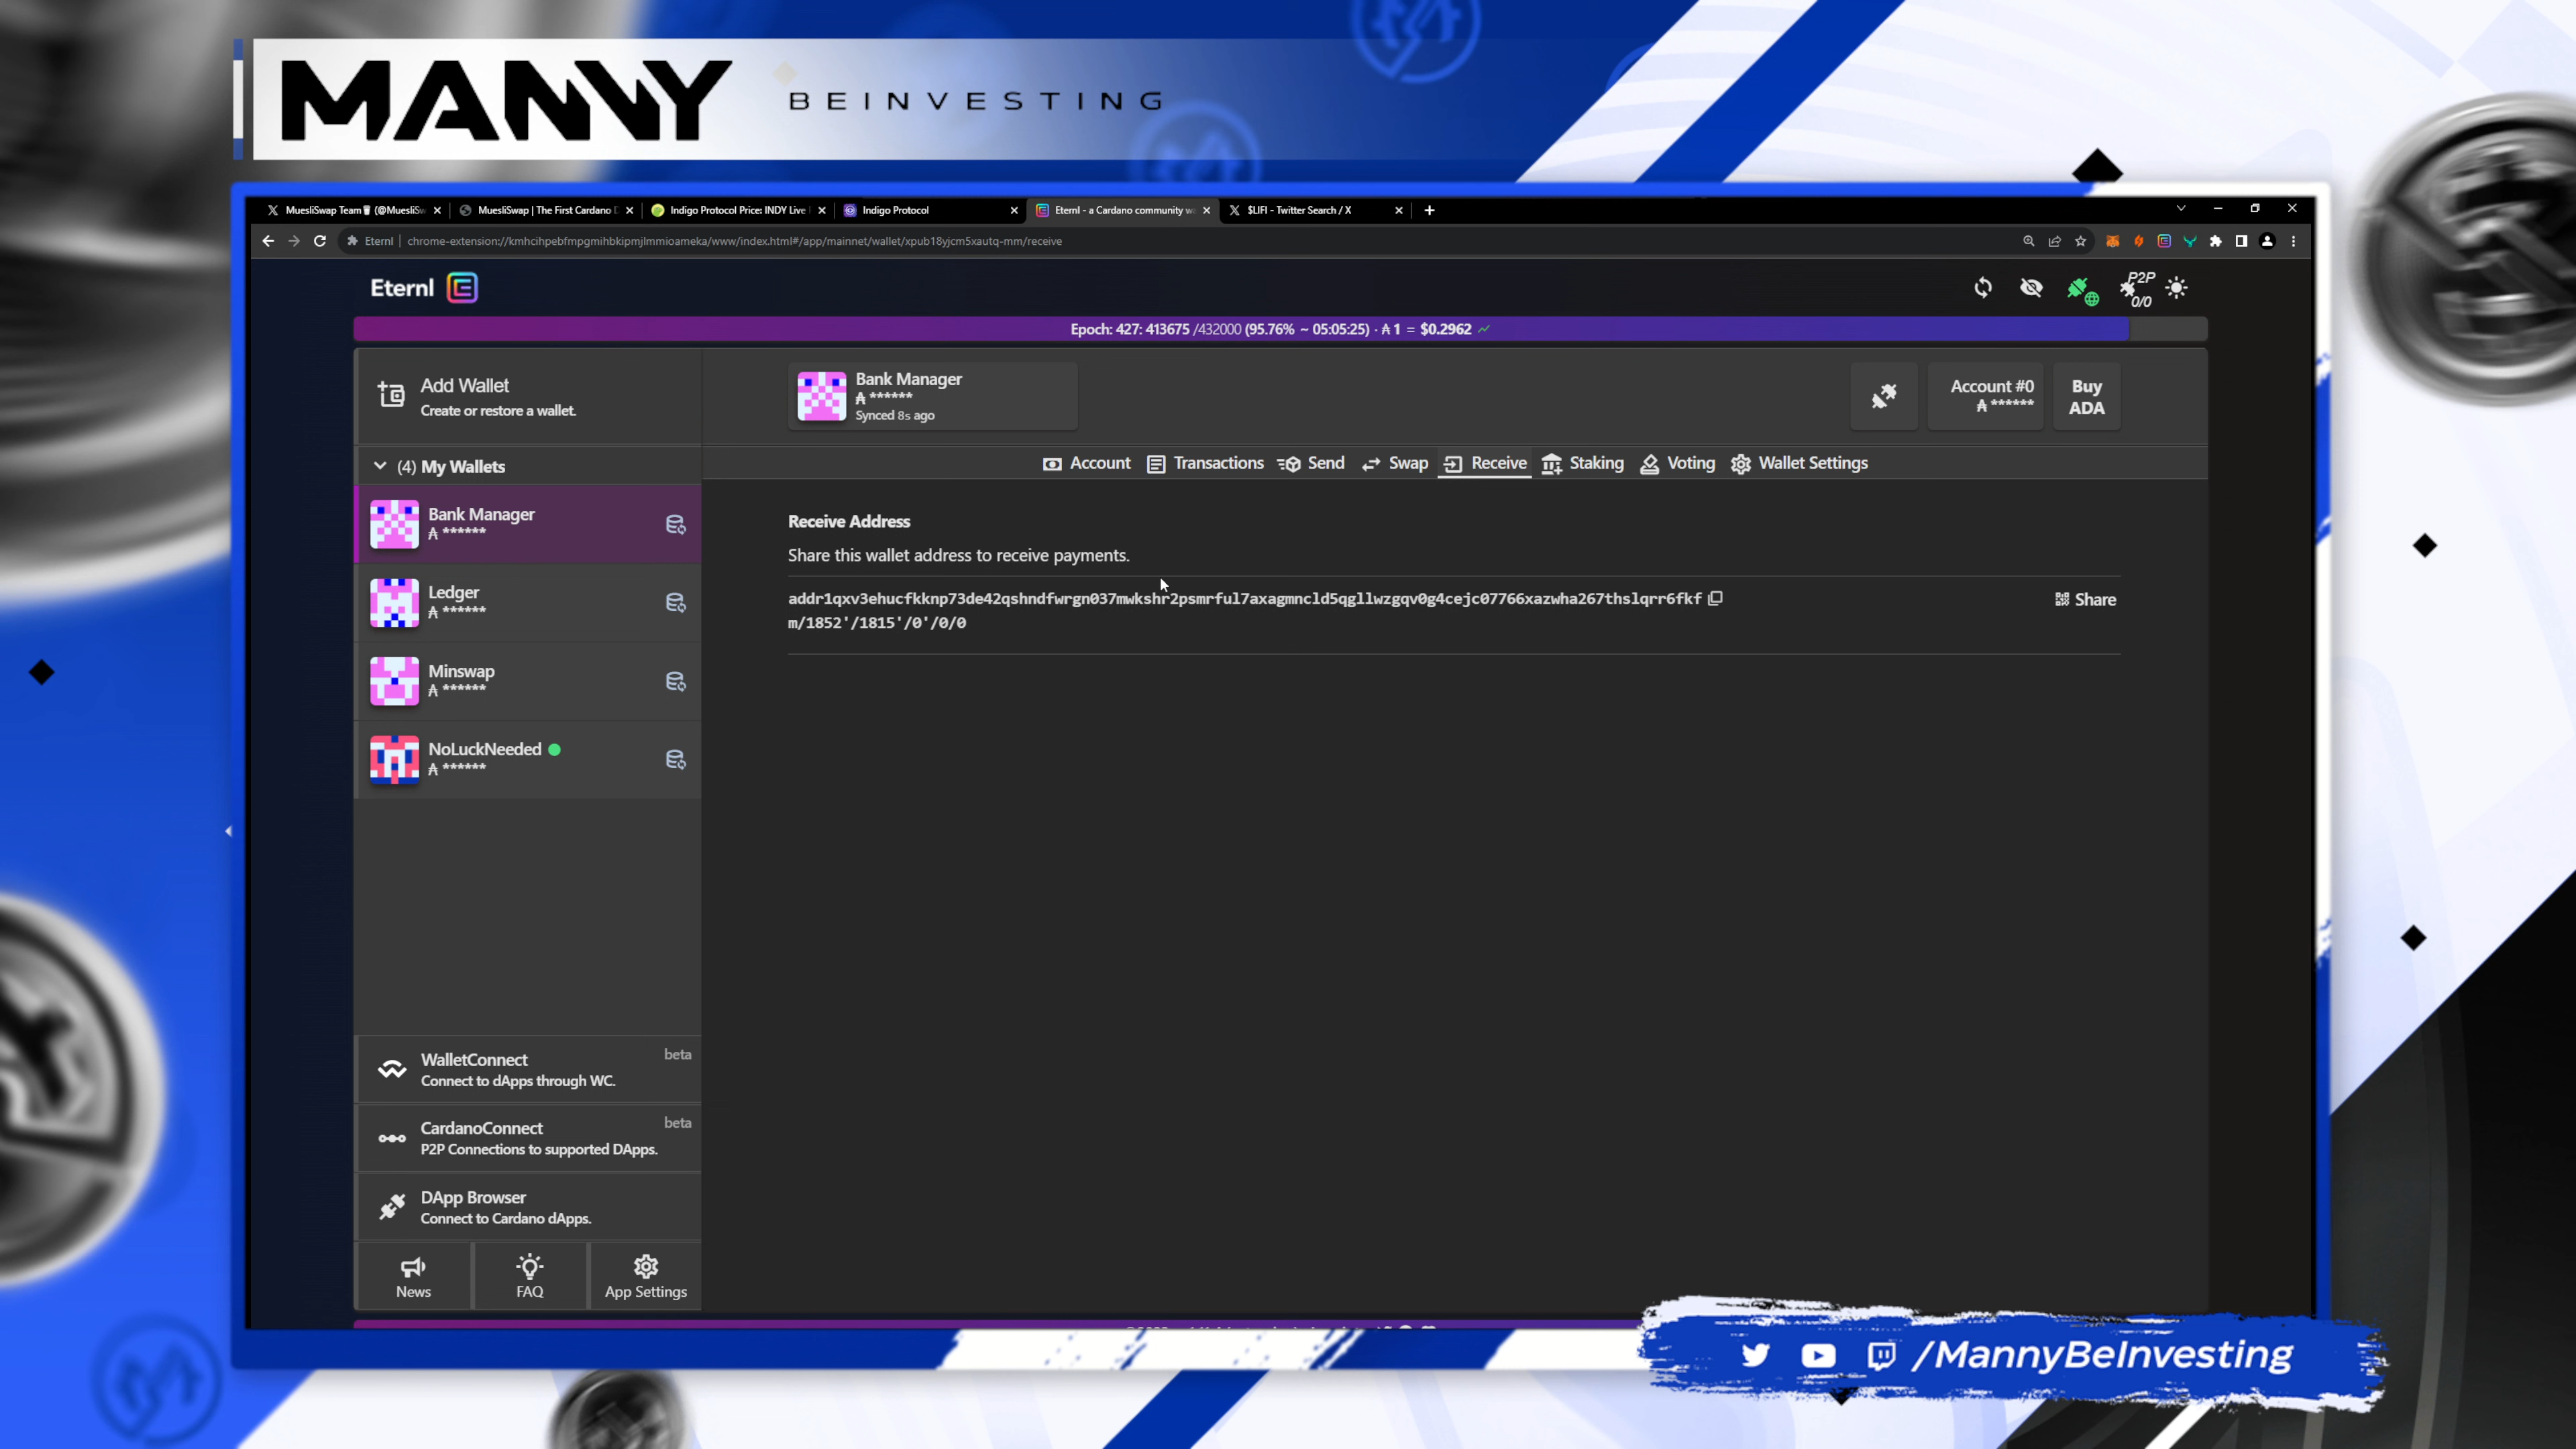 MANNY
BEINVESTING
MuesliSwap Team (@MuesliSw
MuesliSwap | The First Cardano D
Indigo Protocol Price: INDY Live
Indigo Protocol
Eternl - a Cardano community w
$LIFI - Twitter Search / X
Eternl
chrome-extension://kmhcihpebfmpgmihbkipmjlmmioameka/www/index.html#/app/mainnet/wallet/xpub18yjcm5xautq-mm/receive
Eternl
P2P
0/0
Epoch: 427: 413675 /432000 (95.76% ~ 05:05:25) · ₳ 1 = $0.2962
Add Wallet
Create or restore a wallet.
Bank Manager
₳ ******
Synced 8s ago
Account #0
₳ ******
Buy
ADA
(4) My Wallets
Account
Transactions
Send
Swap
Receive
Staking
Voting
Wallet Settings
Bank Manager
₳ ******
Ledger
₳ ******
Minswap
₳ ******
NoLuckNeeded
₳ ******
Receive Address
Share this wallet address to receive payments.
addr1qxv3ehucfkknp73de42qshndfwrgn037mwkshr2psmrful7axagmncld5qgllwzgqv0g4cejc07766xazwha267thslqrr6fkf
Share
m/1852'/1815'/0'/0/0
WalletConnect
beta
Connect to dApps through WC.
CardanoConnect
beta
P2P Connections to supported DApps.
DApp Browser
Connect to Cardano dApps.
News
FAQ
App Settings
/MannyBeInvesting